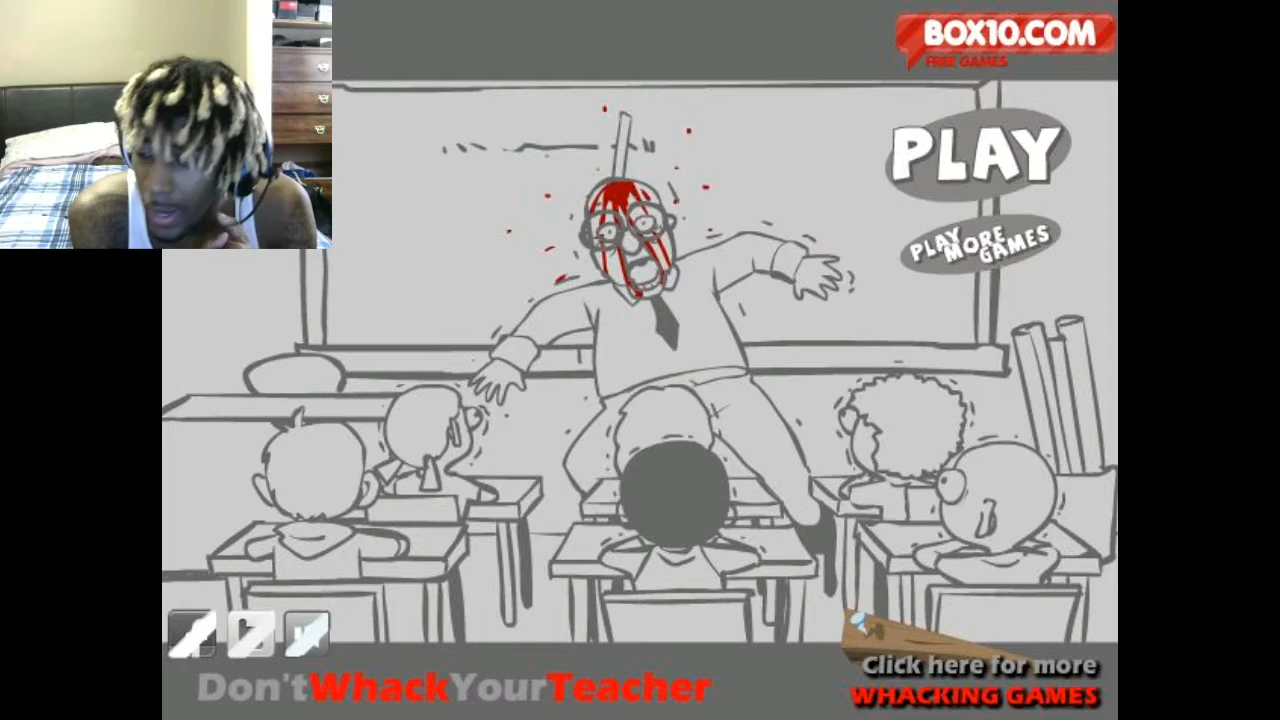 BOX10.COM
FREE GAMES
PLAY
PLAY MORE GAMES
Don'tWhackYourTeacher
Click here for more
WHACKING GAMES